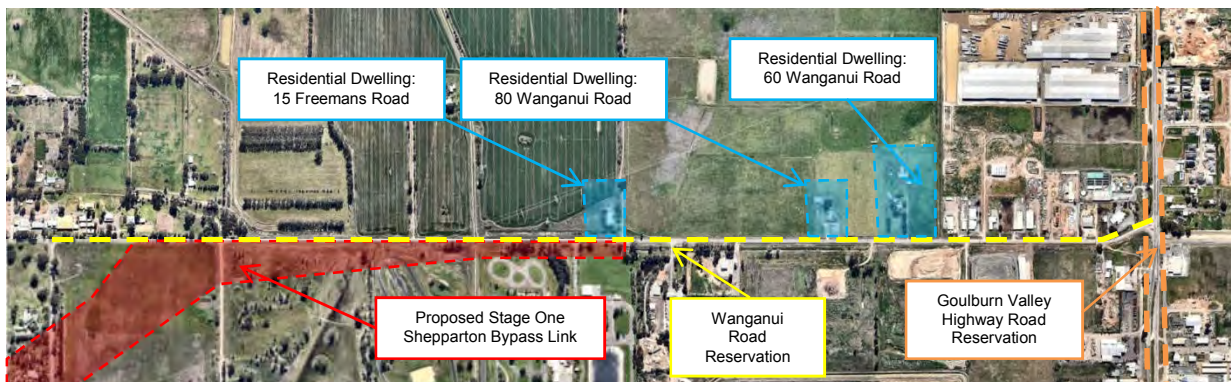 Residential Dwelling:
15 Freemans Road
Residential Dwelling:
80 Wanganui Road
Residential Dwelling:
60 Wanganui Road
Proposed Stage One
Shepparton Bypass Link
Wanganui
Road
Reservation
Goulburn Valley
Highway Road
Reservation